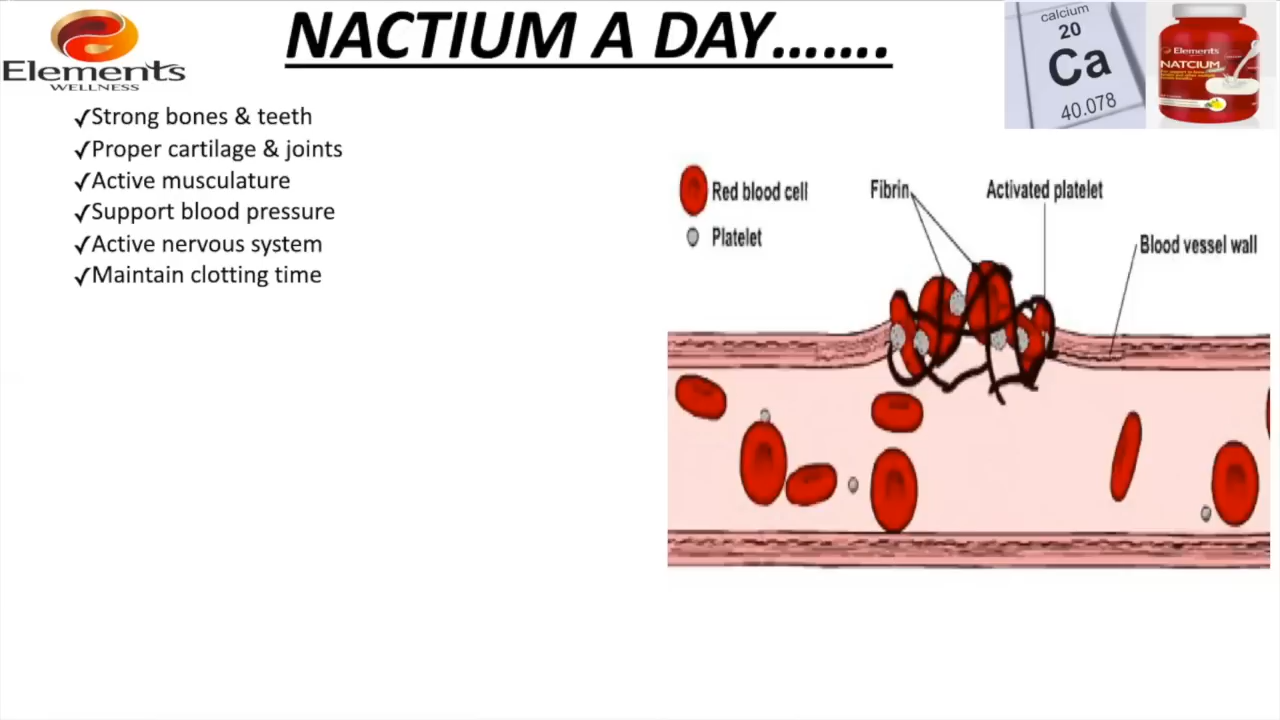 NACTIUM A DAY.......
Elements
WELLNESS
calcium
20
Ca
40.078
Elements
NATCIUM
✓Strong bones & teeth
✓Proper cartilage & joints
✓Active musculature
✓Support blood pressure
✓Active nervous system
✓Maintain clotting time
Red blood cell
Platelet
Fibrin
Activated platelet
Blood vessel wall